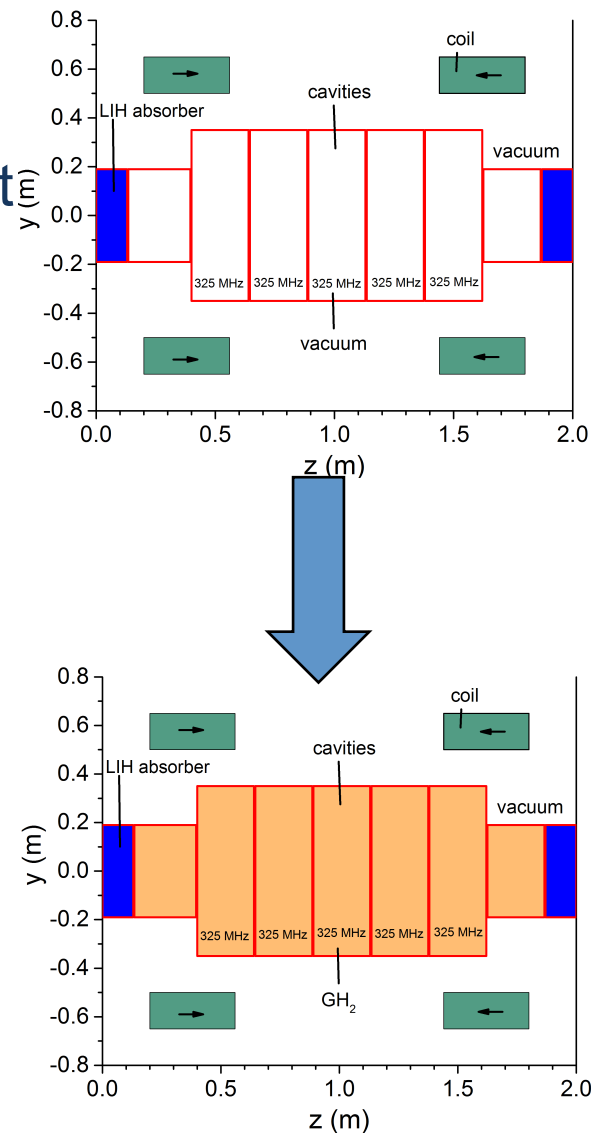 0.8
coil
0.6
cavities
0.4
LIH absorber
vacuum
0.2
t
y (m)
0.0
-0.2
325 MHz 325 MHz 325 MHz 325 MHz 325 MHz
-0.4
vacuum
-0.6
-0.8
0.0 0.5 1.0 1.5 2.0
z (m)
0.8
coil
0.6
cavities
0.4
LIH absorber
vacuum
0.2
y (m)
0.0
-0.2
325 MHz 325 MHz 325 MHz 325 MHz 325 MHz
-0.4
GH2
-0.6
-0.8
0.0 0.5 1.0 1.5 2.0
z (m)